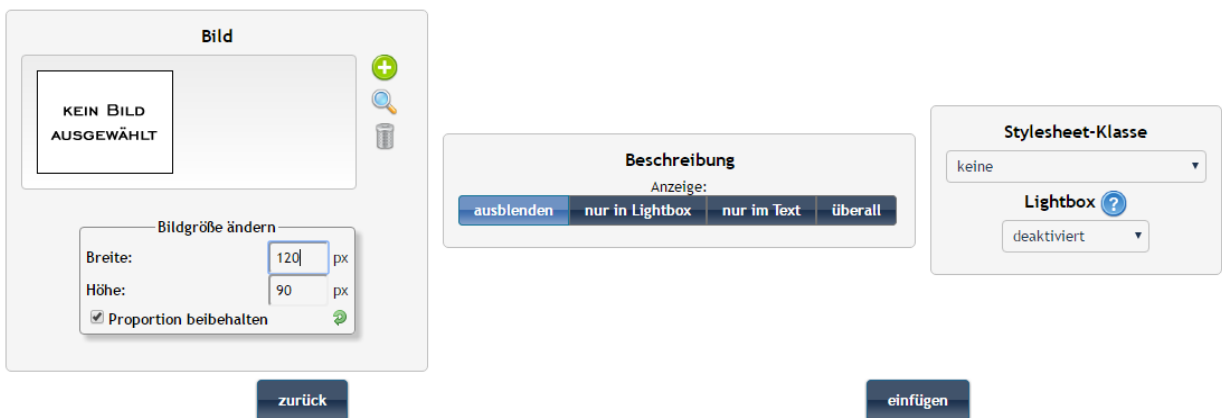 Bild
KEIN BILD
AUSGEWÄHLT
Bildgröße ändern
Breite: 120 px
Höhe: 90 px
Proportion beibehalten
Beschreibung
Anzeige:
ausblenden nur in Lightbox nur im Text überall
Stylesheet-Klasse
keine
Lightbox ?
deaktiviert
zurück einfügen